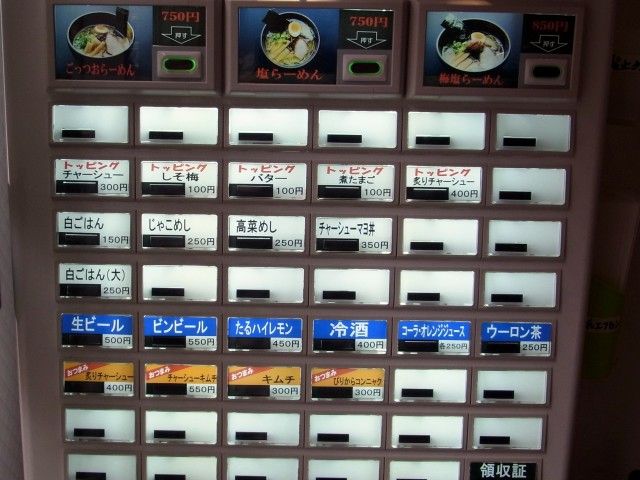 750円
押す
ごっつおらーめん
750円
押す
塩らーめん
850円
押す
梅塩らーめん
トッピング
チャーシュー
300円
トッピング
しそ梅
100円
トッピング
バター
100円
トッピング
煮たまご
100円
トッピング
炙りチャーシュー
400円
白ごはん
150円
じゃこめし
250円
高菜めし
250円
チャーシューマヨ丼
350円
白ごはん(大)
250円
生ビール
500円
ビンビール
550円
たるハイレモン
450円
冷酒
400円
コーラ・オレンジジュース
各250円
ウーロン茶
250円
おつまみ
炙りチャーシュー
400円
おつまみ
チャーシューキムチ
550円
おつまみ
キムチ
300円
おつまみ
ぴりからコンニャク
300円
領収証